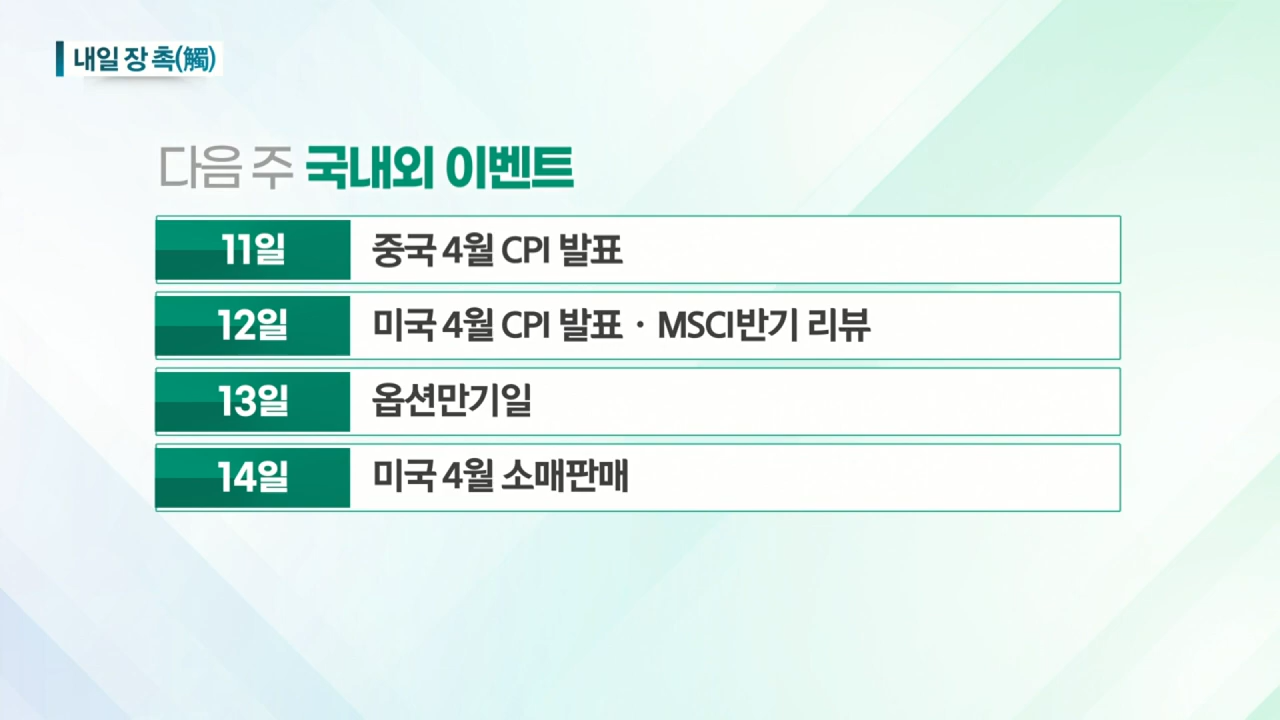 내일 장 촉(觸)
다음 주 국내외 이벤트
11일 중국 4월 CPI 발표
12일 미국 4월 CPI 발표 · MSCI반기 리뷰
13일 옵션만기일
14일 미국 4월 소매판매